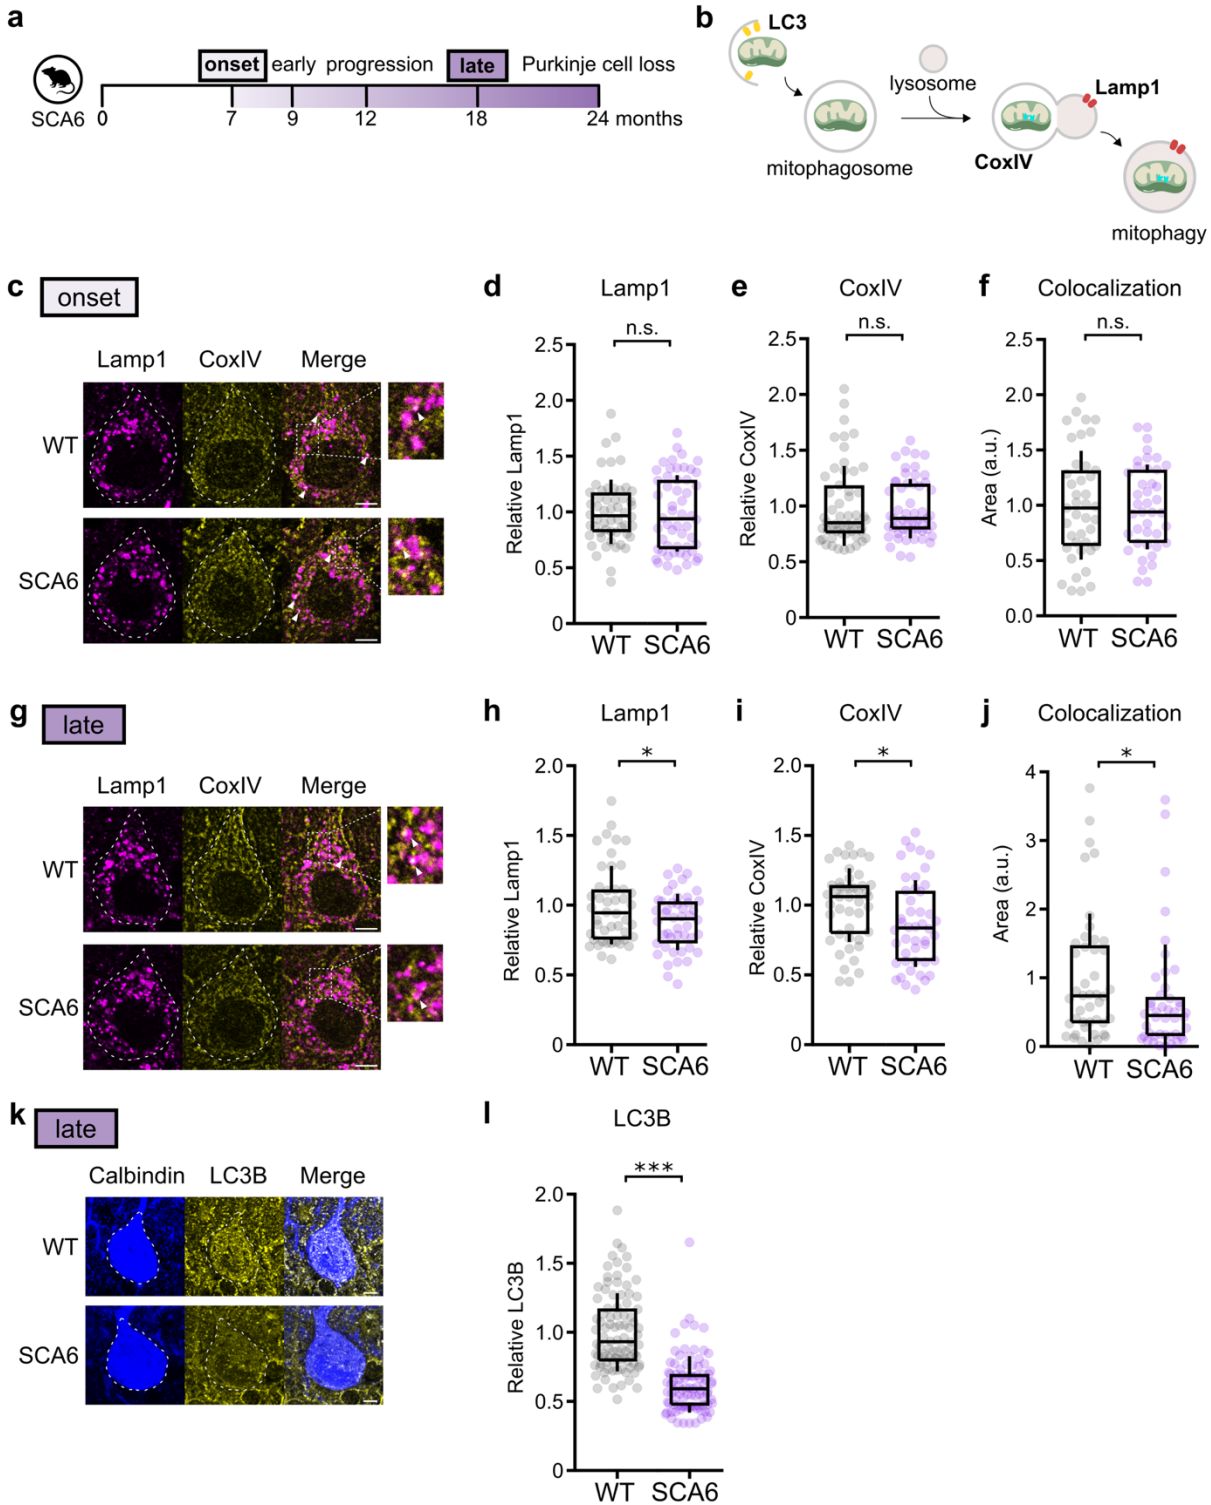 a
onset early progression late Purkinje cell loss
SCA6 0 7 9 12 18 24 months
b
LC3
lysosome
Lamp1
mitophagosome
CoxIV
mitophagy
c onset
Lamp1 CoxIV Merge
WT
SCA6
d Lamp1
n.s.
Relative Lamp1
2.5
2.0
1.5
1.0
0.5
0
WT SCA6
e CoxIV
n.s.
Relative CoxIV
2.5
2.0
1.5
1.0
0.5
0
WT SCA6
f Colocalization
n.s.
Area (a.u.)
2.5
2.0
1.5
1.0
0.5
0.0
WT SCA6
g late
Lamp1 CoxIV Merge
WT
SCA6
h Lamp1
*
Relative Lamp1
2.0
1.5
1.0
0.5
0
WT SCA6
i CoxIV
*
Relative CoxIV
2.0
1.5
1.0
0.5
0
WT SCA6
j Colocalization
*
Area (a.u.)
4
3
2
1
0
WT SCA6
k late
Calbindin LC3B Merge
WT
SCA6
l LC3B
***
Relative LC3B
2.0
1.5
1.0
0.5
0
WT SCA6